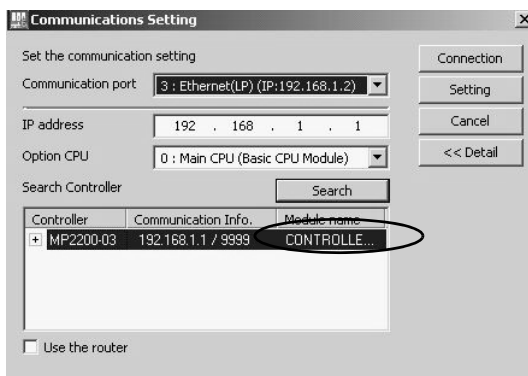 Communications Setting
Set the communication setting
Connection
Communication port 3 : Ethernet(LP) (IP:192.168.1.2)
Setting
IP address 192 . 168 . 1 . 1
Cancel
Option CPU 0 : Main CPU (Basic CPU Module)
<< Detail
Search Controller Search
Controller Communication Info. Module name
MP2200-03 192.168.1.1 / 9999 CONTROLLE...
Use the router